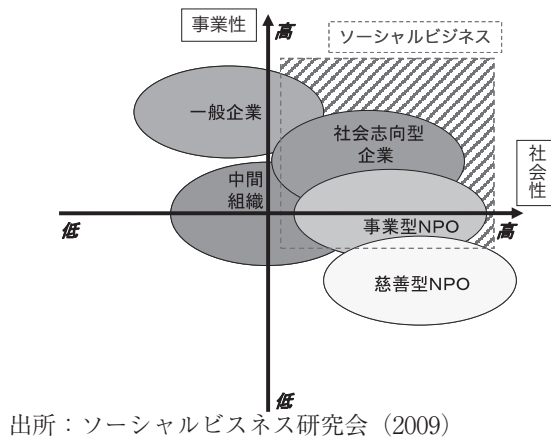 事業性
高
ソーシャルビジネス
一般企業
社会志向型
企業
社会性
中間
組織
低
事業型NPO
高
慈善型NPO
低
出所：ソーシャルビスネス研究会（2009）